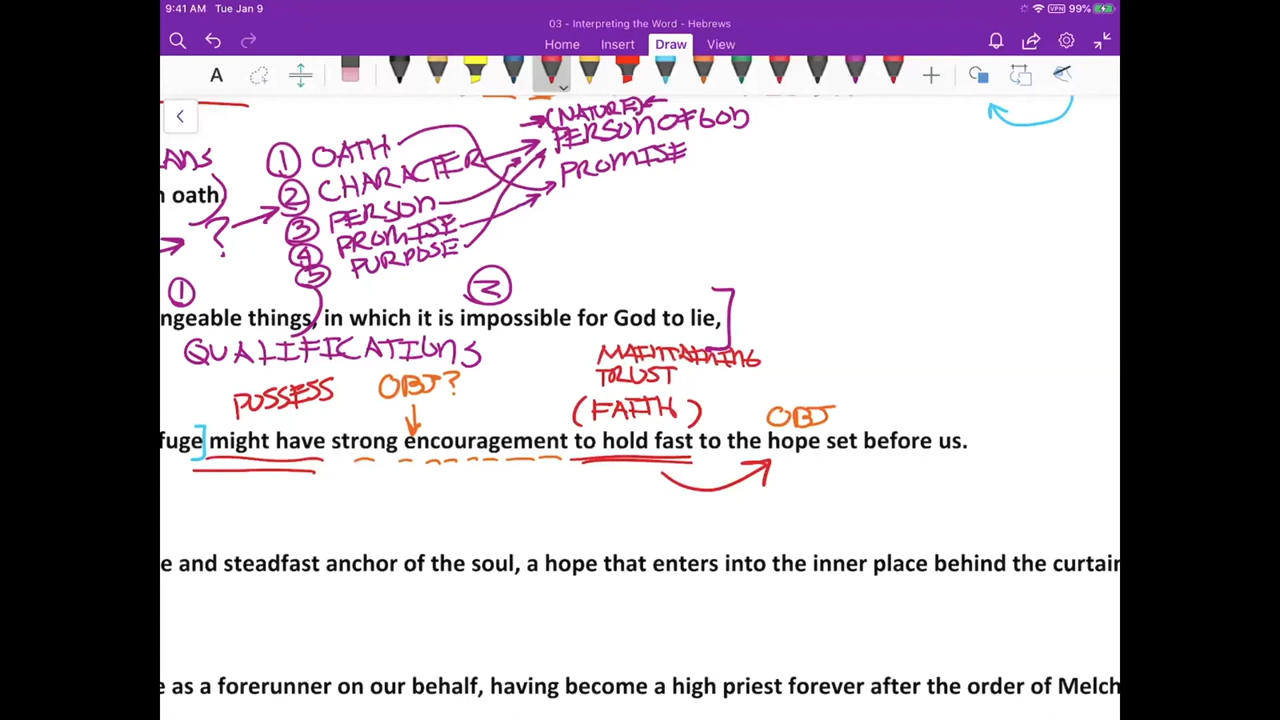 9:41 AM Tue Jan 9
VPN 99%
03 - Interpreting the Word - Hebrews
Home Insert Draw View
A
(NATURE)
PERSON OF GOD
PROMISE
ANS
n oath
?
1 OATH
2 CHARACTER
3 PERSON
4 PROMISE
5 PURPOSE
1 2
ngeable things, in which it is impossible for God to lie,
QUALIFICATIONS
MAINTAINING
TRUST
POSSESS OBJ? (FAITH) OBJ
fuge] might have strong encouragement to hold fast to the hope set before us.
e and steadfast anchor of the soul, a hope that enters into the inner place behind the curtain
e as a forerunner on our behalf, having become a high priest forever after the order of Melch